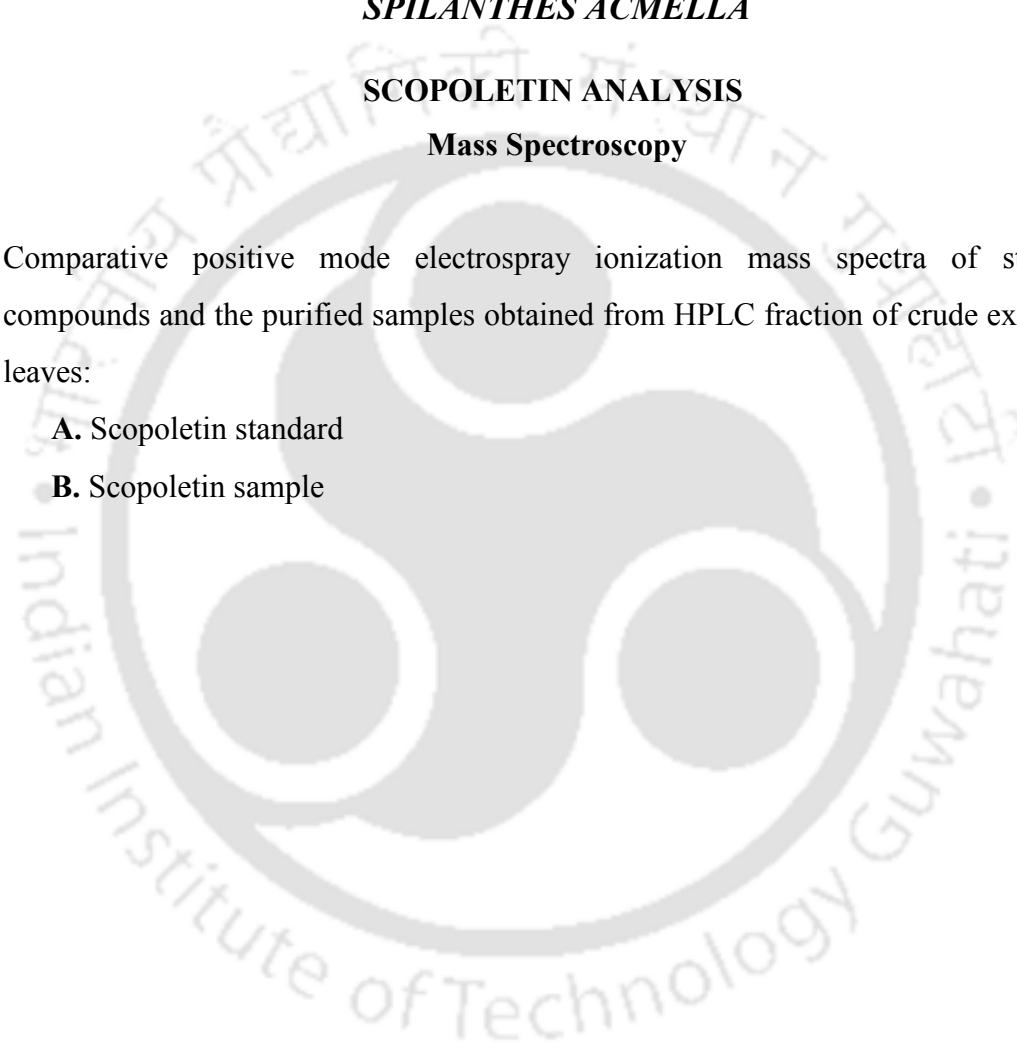 SPILANTHES ACMELLA
SCOPOLETIN ANALYSIS
Mass Spectroscopy
Comparative positive mode electrospray ionization mass spectra of
compounds and the purified samples obtained from HPLC fraction of crude
leaves:
A. Scopoletin standard
B. Scopoletin sample
Indian Institute of Technology Guwahati